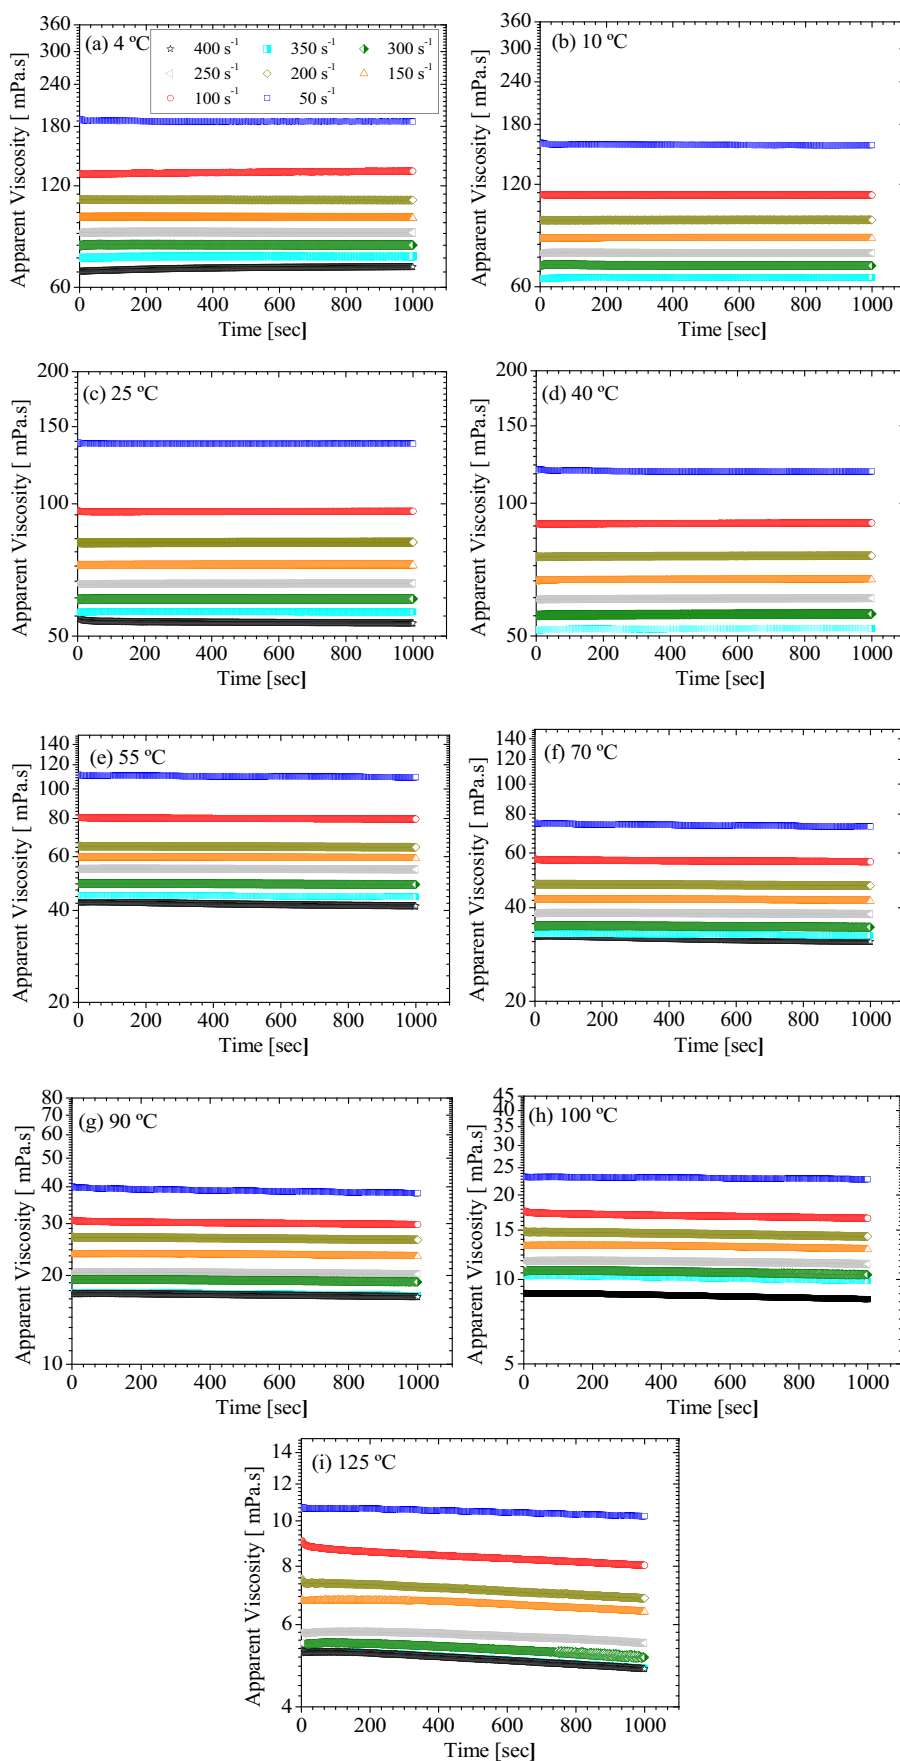 (a) 4 ºC
400 s-1
350 s-1
300 s-1
250 s-1
200 s-1
150 s-1
100 s-1
50 s-1
Apparent Viscosity [ mPa.s]
360
300
240
180
120
60
0 200 400 600 800 1000
Time [sec]
(b) 10 ºC
Apparent Viscosity [ mPa.s]
360
300
240
180
120
60
0 200 400 600 800 1000
Time [sec]
(c) 25 ºC
Apparent Viscosity [ mPa.s]
200
150
100
50
0 200 400 600 800 1000
Time [sec]
(d) 40 ºC
Apparent Viscosity [ mPa.s]
200
150
100
50
0 200 400 600 800 1000
Time [sec]
(e) 55 ºC
Apparent Viscosity [ mPa.s]
140
120
100
80
60
40
20
0 200 400 600 800 1000
Time [sec]
(f) 70 ºC
Apparent Viscosity [ mPa.s]
140
120
100
80
60
40
20
0 200 400 600 800 1000
Time [sec]
(g) 90 ºC
Apparent Viscosity [ mPa.s]
80
70
60
50
40
30
20
10
0 200 400 600 800 1000
Time [sec]
(h) 100 ºC
Apparent Viscosity [ mPa.s]
45
40
35
30
25
20
15
10
5
0 200 400 600 800 1000
Time [sec]
(i) 125 ºC
Apparent Viscosity [ mPa.s]
14
12
10
8
6
4
0 200 400 600 800 1000
Time [sec]